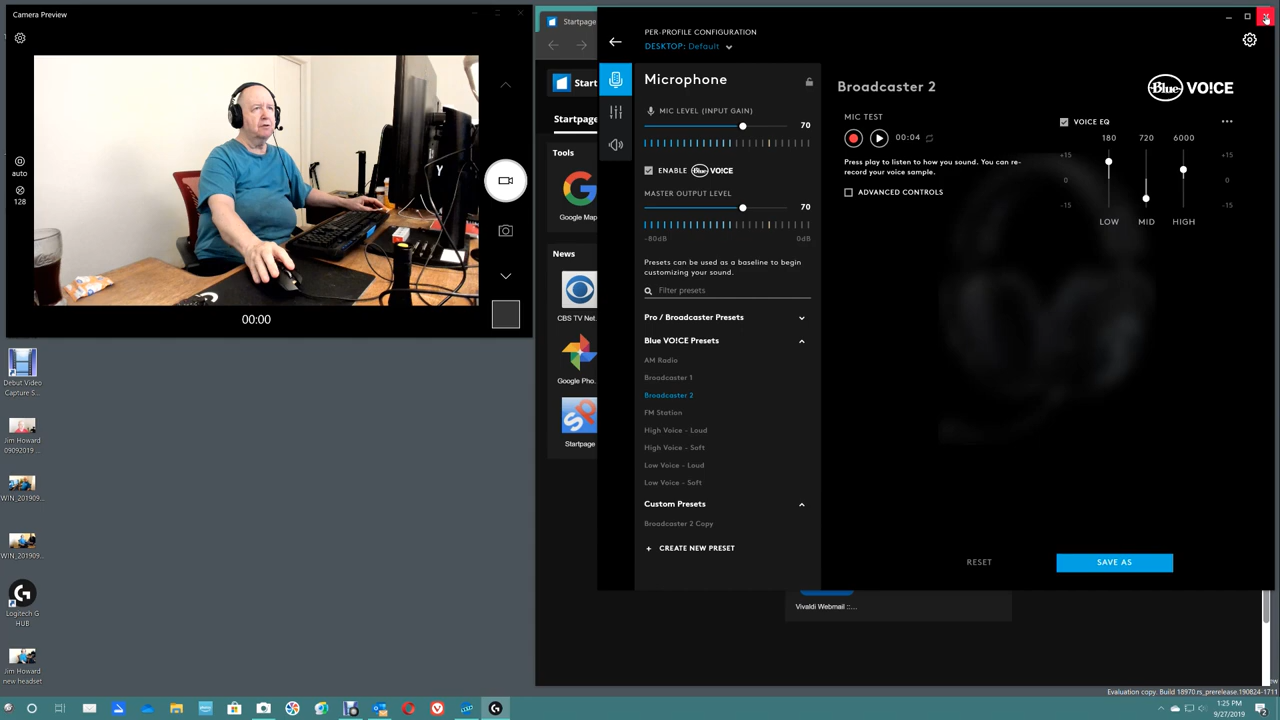 Camera Preview
auto
128
00:00
Debut Video
Capture S...
Jim Howard
09092019 ...
WIN_201909...
WIN_201909...
Logitech G
HUB
Jim Howard
new headset
Startpage
Start
Startpage
Tools
Google Map
News
CBS TV Net.
Google Pho.
Startpage
PER-PROFILE CONFIGURATION
DESKTOP: Default
Microphone
MIC LEVEL (INPUT GAIN)
70
ENABLE Blue VO!CE
MASTER OUTPUT LEVEL
70
-80dB 0dB
Presets can be used as a baseline to begin
customizing your sound.
Filter presets
Pro / Broadcaster Presets
Blue VO!CE Presets
AM Radio
Broadcaster 1
Broadcaster 2
FM Station
High Voice - Loud
High Voice - Soft
Low Voice - Loud
Low Voice - Soft
Custom Presets
Broadcaster 2 Copy
+ CREATE NEW PRESET
Broadcaster 2
Blue VO!CE
MIC TEST
00:04
Press play to listen to how you sound. You can re-
record your voice sample.
ADVANCED CONTROLS
VOICE EQ
180 720 6000
+15 +15
0 0
-15 -15
LOW MID HIGH
RESET
SAVE AS
Vivaldi Webmail ::...
Evaluation copy. Build 18970.rs_prerelease.190824-1711
1:25 PM
9/27/2019
2